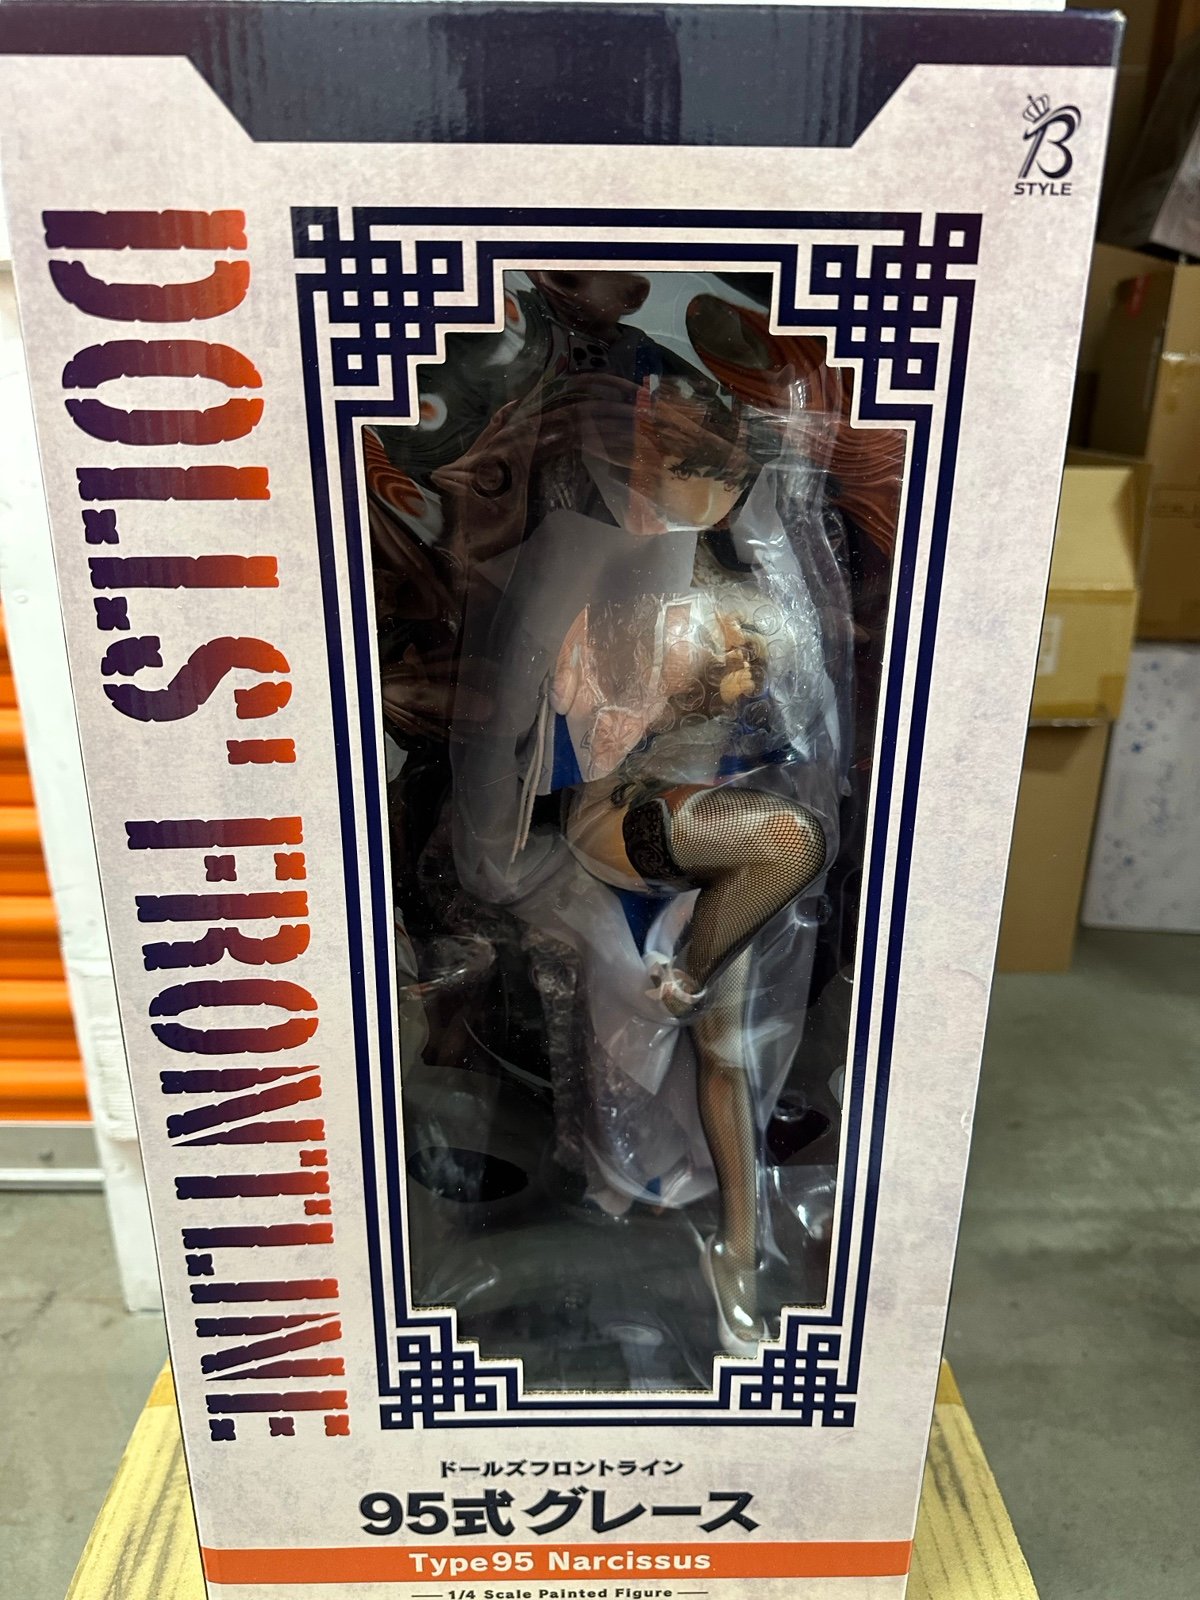 B
STYLE
DOLLS' FRONTLINE
ドールズフロントライン
95式 グレース
Type95 Narcissus
1/4 Scale Painted Figure